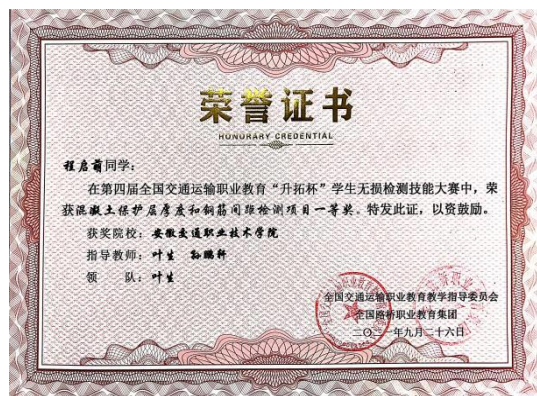 荣誉证书
HONORARY CREDENTIAL
程启前同学：
在第四届全国交通运输职业教育“升拓杯”学生无损检测技能大赛中，荣
获混凝土保护层厚度和钢筋间距检测项目一等奖。特发此证，以资鼓励。
获奖院校：安徽交通职业技术学院
指导教师：叶生 孙鹏轩
领 队：叶生
全国交通运输职业教育教学指导委员会
全国路桥职业教育集团
二〇二一年九月二十六日